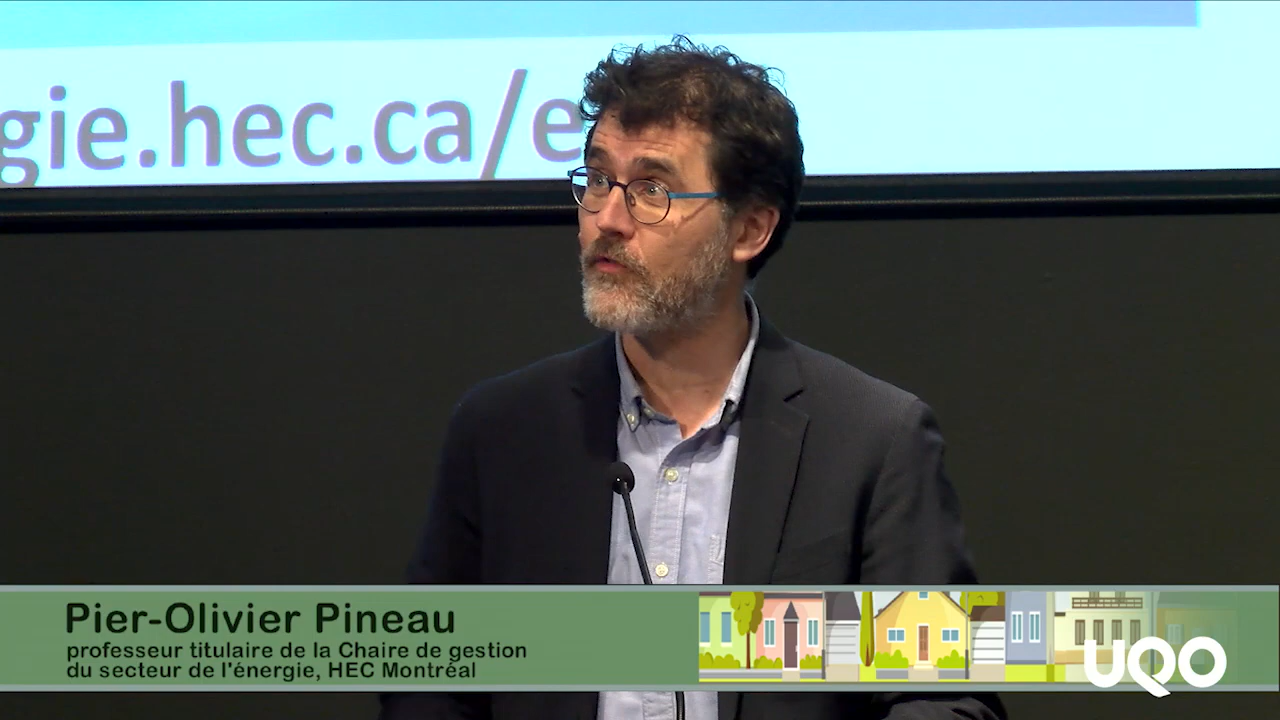 gie.hec.ca/e
Pier-Olivier Pineau
professeur titulaire de la Chaire de gestion
du secteur de l'énergie, HEC Montréal
UQO